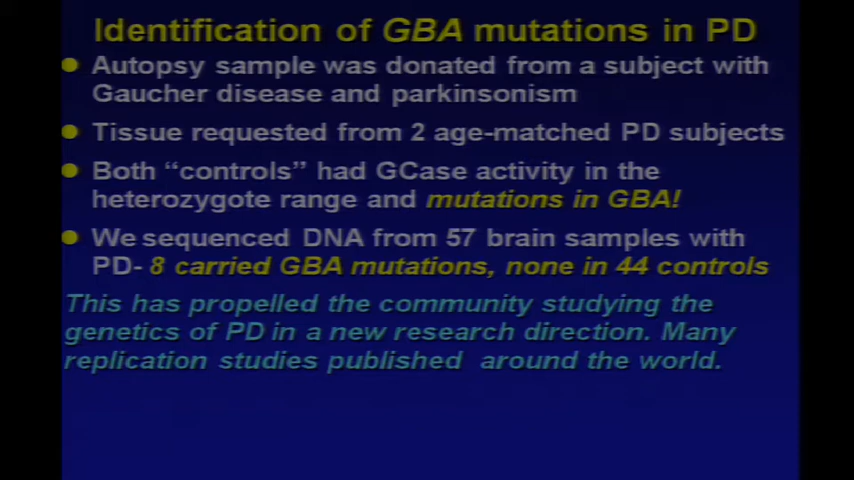 Identification of GBA mutations in PD
Autopsy sample was donated from a subject with
Gaucher disease and parkinsonism
Tissue requested from 2 age-matched PD subjects
Both “controls” had GCase activity in the
heterozygote range and mutations in GBA!
We sequenced DNA from 57 brain samples with
PD- 8 carried GBA mutations, none in 44 controls
This has propelled the community studying the
genetics of PD in a new research direction. Many
replication studies published around the world.